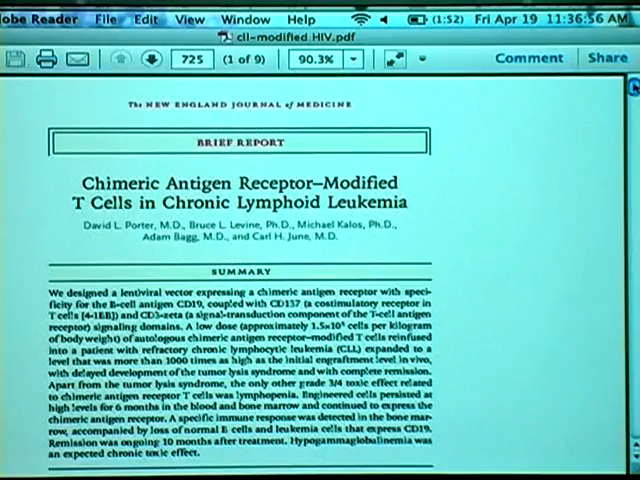 obe Reader File Edit View Window Help (1:52) Fri Apr 19 11:36:56 AM
cll-modified HIV.pdf
725 (1 of 9) 90.3% Comment Share
The NEW ENGLAND JOURNAL of MEDICINE
BRIEF REPORT
Chimeric Antigen Receptor–Modified
T Cells in Chronic Lymphoid Leukemia
David L. Porter, M.D., Bruce L. Levine, Ph.D., Michael Kalos, Ph.D.,
Adam Bagg, M.D., and Carl H. June, M.D.
SUMMARY
We designed a lentiviral vector expressing a chimeric antigen receptor with speci-
ficity for the B-cell antigen CD19, coupled with CD137 (a costimulatory receptor in
T cells [4-1BB]) and CD3-zeta (a signal-transduction component of the T-cell antigen
receptor) signaling domains. A low dose (approximately cells per kilogram
of body weight) of autologous chimeric antigen receptor–modified T cells reinfused
into a patient with refractory chronic lymphocytic leukemia (CLL) expanded to a
level that was more than 1000 times as high as the initial engraftment level in vivo,
with delayed development of the tumor lysis syndrome and with complete remission.
Apart from the tumor lysis syndrome, the only other grade 3/4 toxic effect related
to chimeric antigen receptor T cells was lymphopenia. Engineered cells persisted at
high levels for 6 months in the blood and bone marrow and continued to express the
chimeric antigen receptor. A specific immune response was detected in the bone mar-
row, accompanied by loss of normal B cells and leukemia cells that express CD19.
Remission was ongoing 10 months after treatment. Hypogammaglobulinemia was
an expected chronic toxic effect.